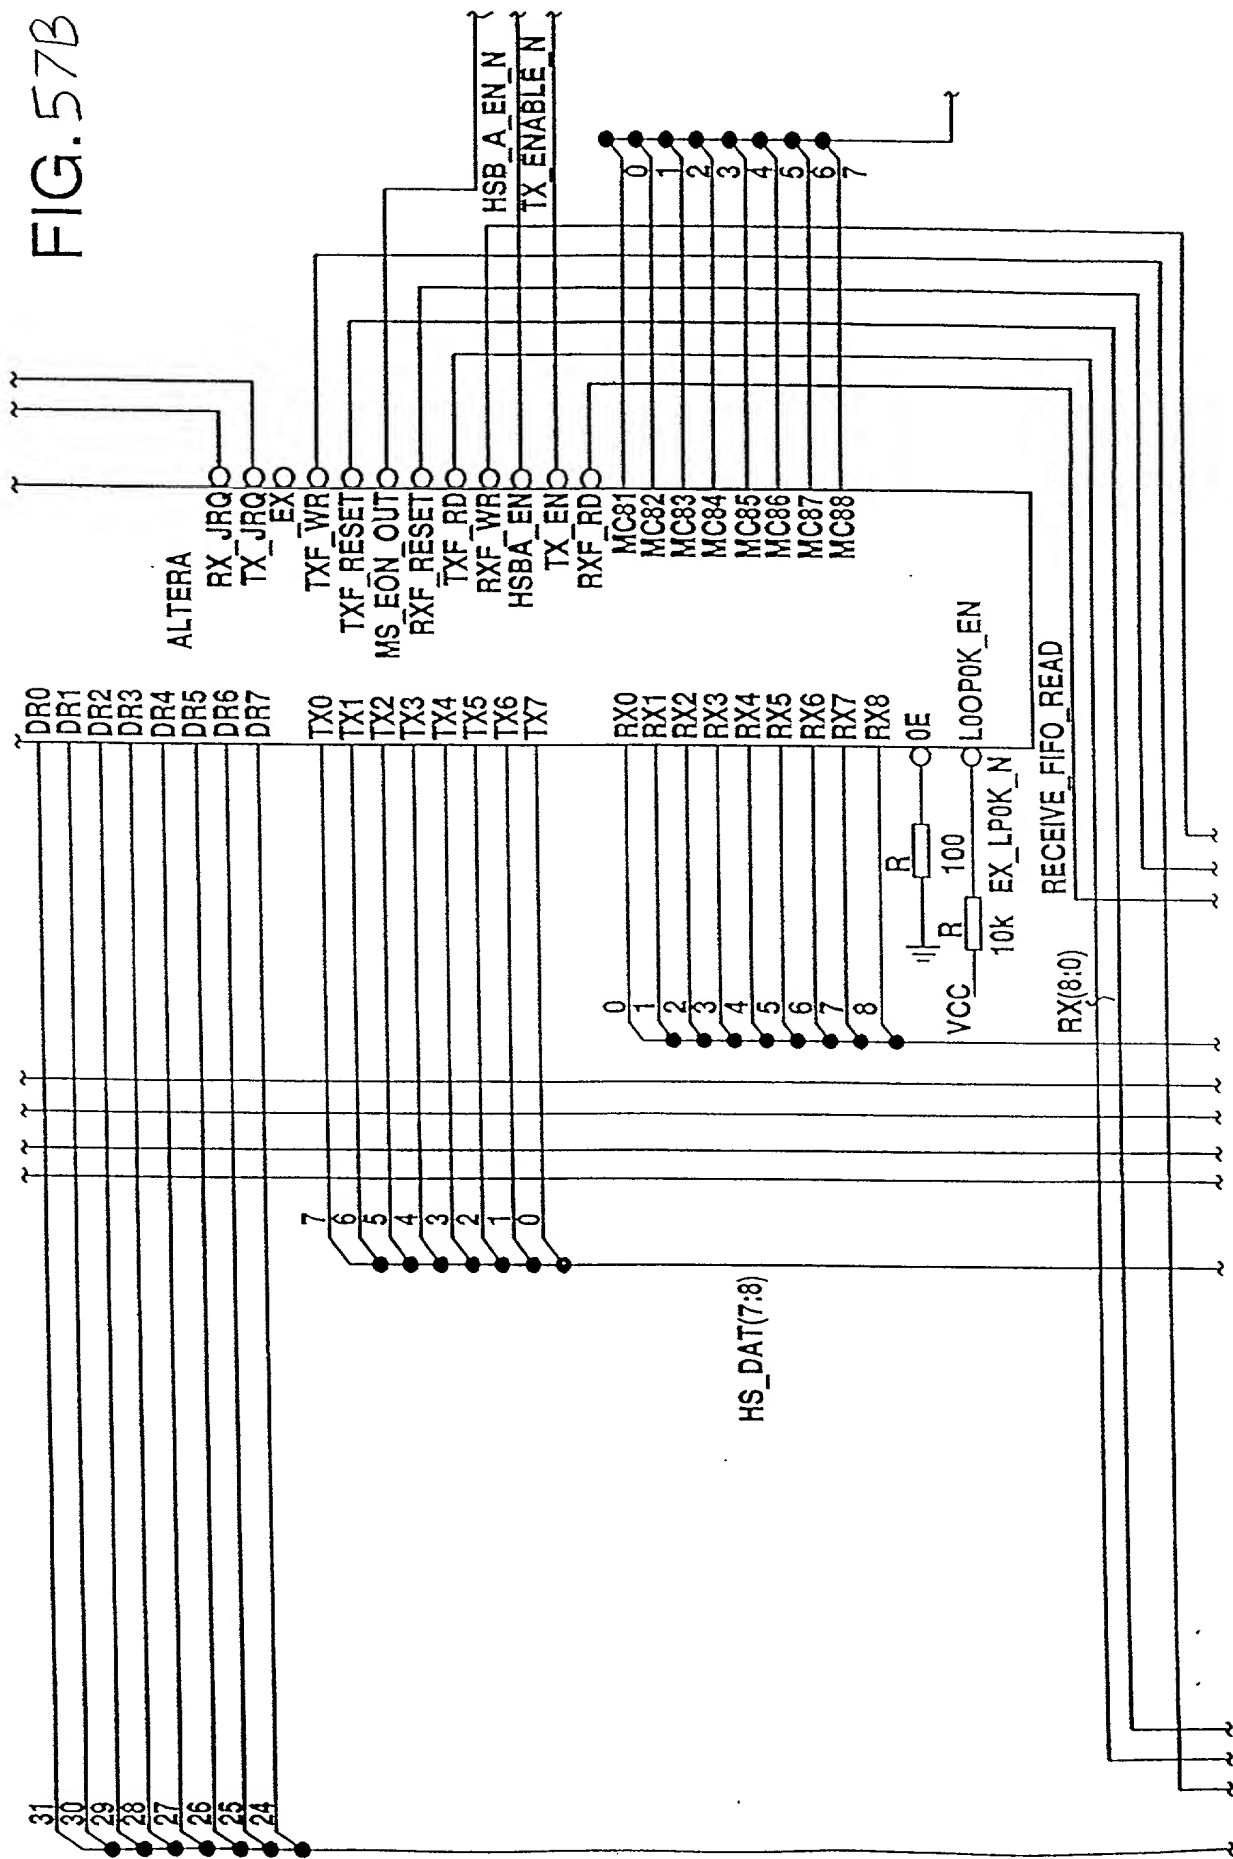 FIG. 57B
ALTERA
RX_JRQ
TX_JRQ
EX
TXF_WR
TXF_RESET
MS_EON_OUT
RXF_RESET
TXF_RD
RXF_WR
HSBA_EN
TX_EN
RXF_RD
MC81
MC82
MC83
MC84
MC85
MC86
MC87
MC88
HSB_A_EN_N
TX_ENABLE_N
0
1
2
3
4
5
6
7
DR0
DR1
DR2
DR3
DR4
DR5
DR6
DR7
TX0
TX1
TX2
TX3
TX4
TX5
TX6
TX7
RX0
RX1
RX2
RX3
RX4
RX5
RX6
RX7
RX8
OE
LOOPOK_EN
R
100
R
10K
EX_LPOK_N
VCC
RECEIVE_FIFO_READ
RX(8:0)
0
1
2
3
4
5
6
7
8
7
6
5
4
3
2
1
0
HS_DAT(7:8)
31
30
29
28
27
26
25
24